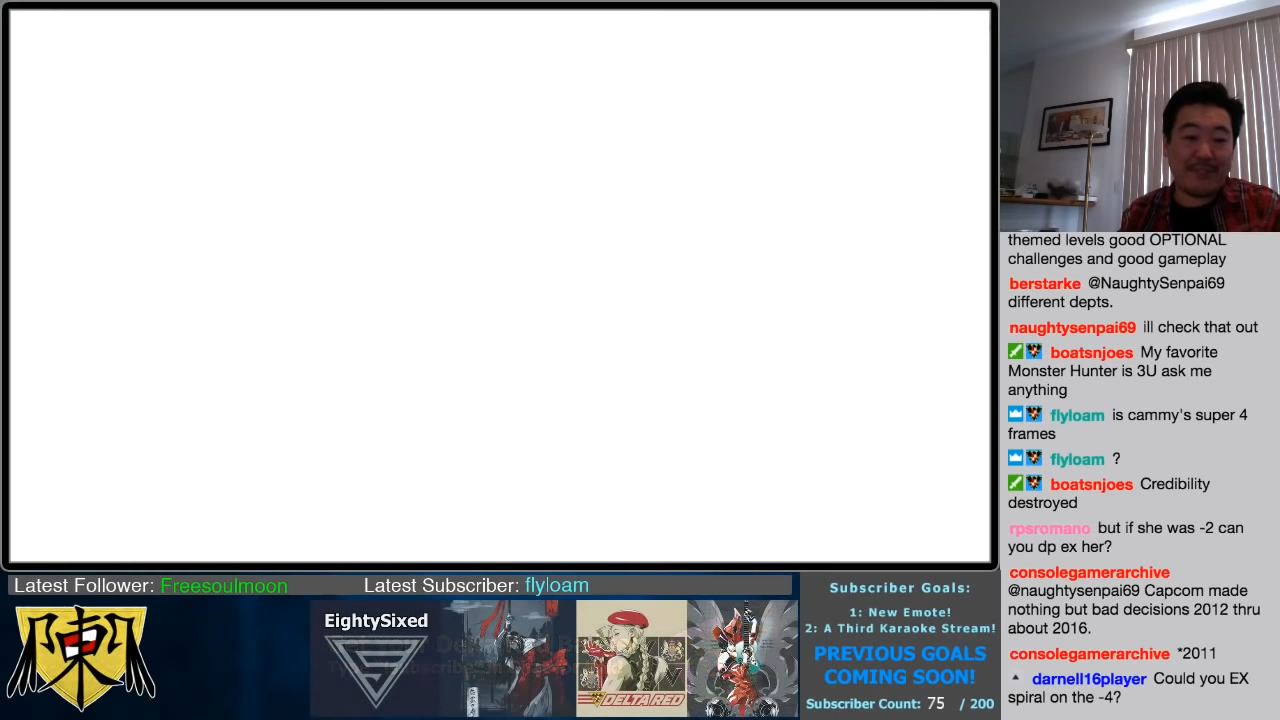 themed levels good OPTIONAL
challenges and good gameplay
berstarke @NaughtySenpai69
different depts.
naughtysenpai69 ill check that out
boatsnjoes My favorite
Monster Hunter is 3U ask me
anything
flyloam is cammy's super 4
frames
flyloam ?
boatsnjoes Credibility
destroyed
rpsromano but if she was -2 can
you dp ex her?
consolegamerarchive
@naughtysenpai69 Capcom made
nothing but bad decisions 2012 thru
about 2016.
consolegamerarchive *2011
darnell16player Could you EX
spiral on the -4?
Latest Follower: Freesoulmoon Latest Subscriber: flyloam
EightySixed
DELTA RED
Subscriber Goals:
1: New Emote!
2: A Third Karaoke Stream!
PREVIOUS GOALS
COMING SOON!
Subscriber Count: 75 / 200